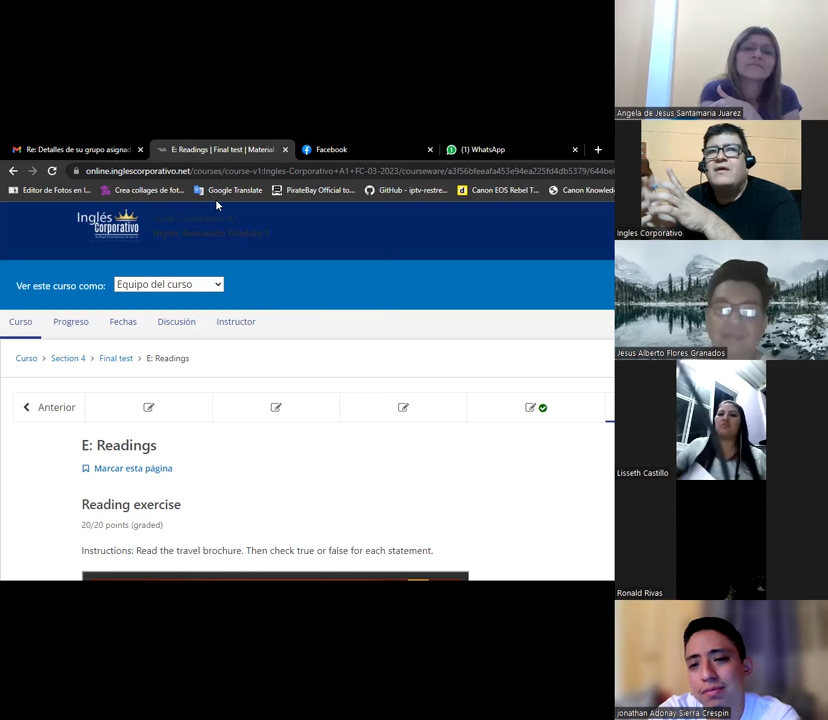 Re: Detalles de su grupo asignad
E: Readings | Final test | Material
Facebook
(1) WhatsApp
online.inglescorporativo.net/courses/course-v1:Ingles-Corporativo+A1+FC-03-2023/courseware/a3f56bfeeafa453e94ea225fd4db5379/644be
Editor de Fotos en l...
Crea collages de fot...
Google Translate
PirateBay Official to...
GitHub - iptv-restre...
Canon EOS Rebel T...
Canon Knowled
Inglés
Corporativo
Inglés Avanzado Módulo 1
Ver este curso como:
Equipo del curso
Curso
Progreso
Fechas
Discusión
Instructor
Curso > Section 4 > Final test > E: Readings
Anterior
E: Readings
Marcar esta página
Reading exercise
20/20 points (graded)
Instructions: Read the travel brochure. Then check true or false for each statement.
Angela de Jesus Santamaria Juarez
Ingles Corporativo
Jesus Alberto Flores Granados
Lisseth Castillo
Ronald Rivas
jonathan Adonay Sierra Crespin